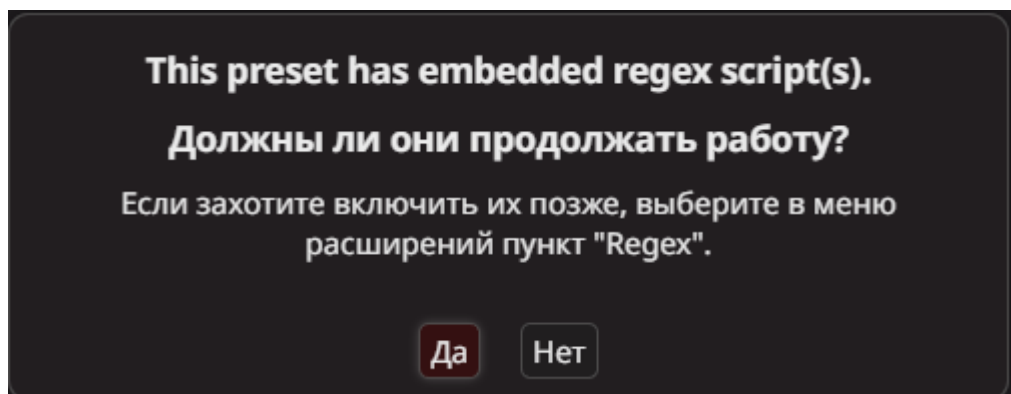 This preset has embedded regex script(s).
Должны ли они продолжать работу?
Если захотите включить их позже, выберите в меню
расширений пункт "Regex".
Да Нет